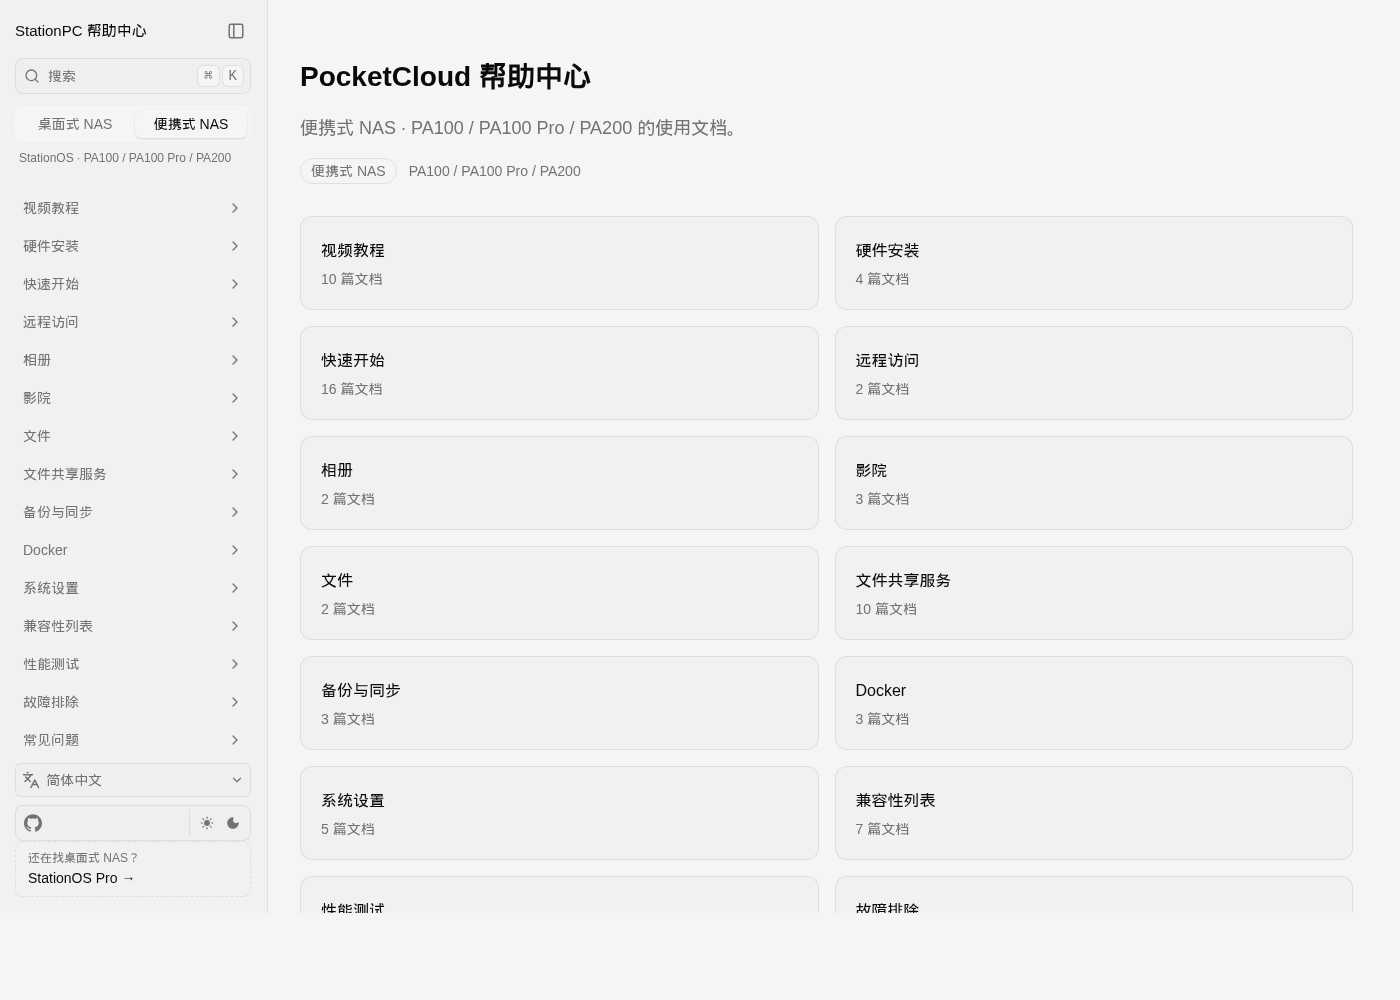 StationPC 帮助中心
搜索
⌘ K
桌面式 NAS
便携式 NAS
StationOS · PA100 / PA100 Pro / PA200
视频教程
硬件安装
快速开始
远程访问
相册
影院
文件
文件共享服务
备份与同步
Docker
系统设置
兼容性列表
性能测试
故障排除
常见问题
简体中文
还在找桌面式 NAS？
StationOS Pro →
PocketCloud 帮助中心
便携式 NAS · PA100 / PA100 Pro / PA200 的使用文档。
便携式 NAS
PA100 / PA100 Pro / PA200
视频教程
10 篇文档
硬件安装
4 篇文档
快速开始
16 篇文档
远程访问
2 篇文档
相册
2 篇文档
影院
3 篇文档
文件
2 篇文档
文件共享服务
10 篇文档
备份与同步
3 篇文档
Docker
3 篇文档
系统设置
5 篇文档
兼容性列表
7 篇文档
性能测试
故障排除